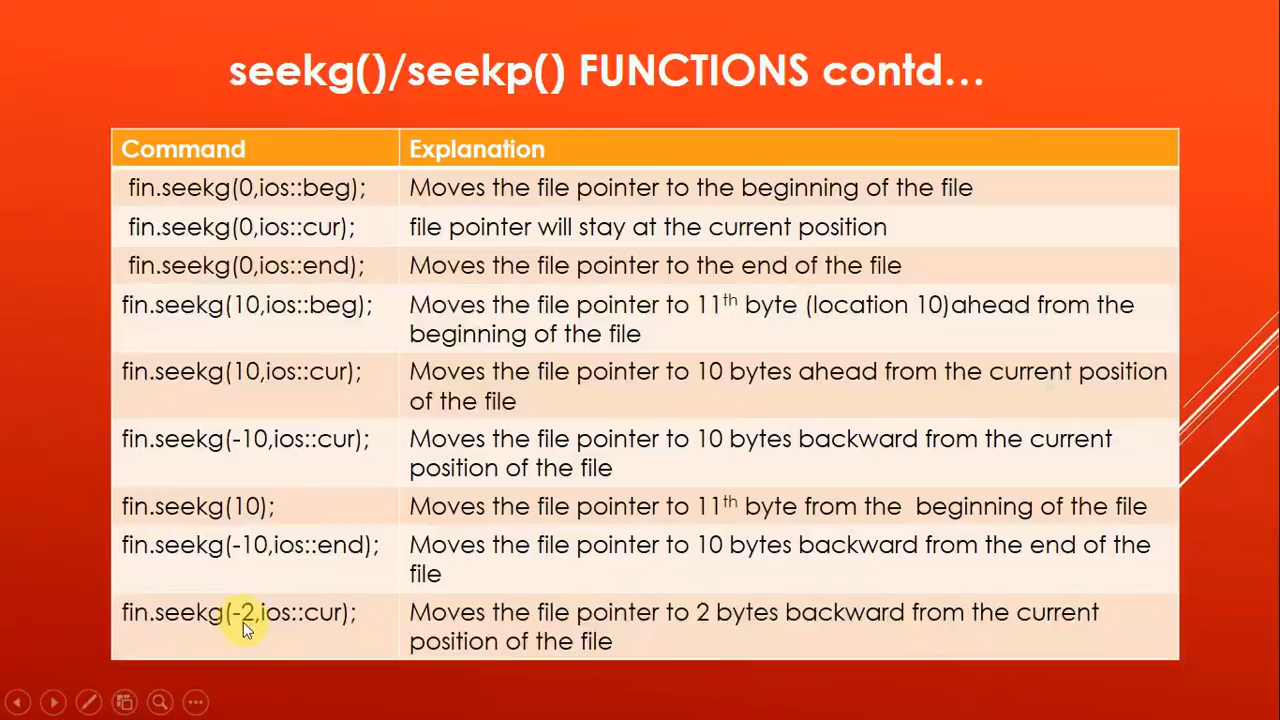 seekg()/seekp() FUNCTIONS contd…
Command Explanation
fin.seekg(0,ios::beg); Moves the file pointer to the beginning of the file
fin.seekg(0,ios::cur); file pointer will stay at the current position
fin.seekg(0,ios::end); Moves the file pointer to the end of the file
fin.seekg(10,ios::beg); Moves the file pointer to 11th byte (location 10)ahead from the
beginning of the file
fin.seekg(10,ios::cur); Moves the file pointer to 10 bytes ahead from the current position
of the file
fin.seekg(-10,ios::cur); Moves the file pointer to 10 bytes backward from the current
position of the file
fin.seekg(10); Moves the file pointer to 11th byte from the beginning of the file
fin.seekg(-10,ios::end); Moves the file pointer to 10 bytes backward from the end of the
file
fin.seekg(-2,ios::cur); Moves the file pointer to 2 bytes backward from the current
position of the file